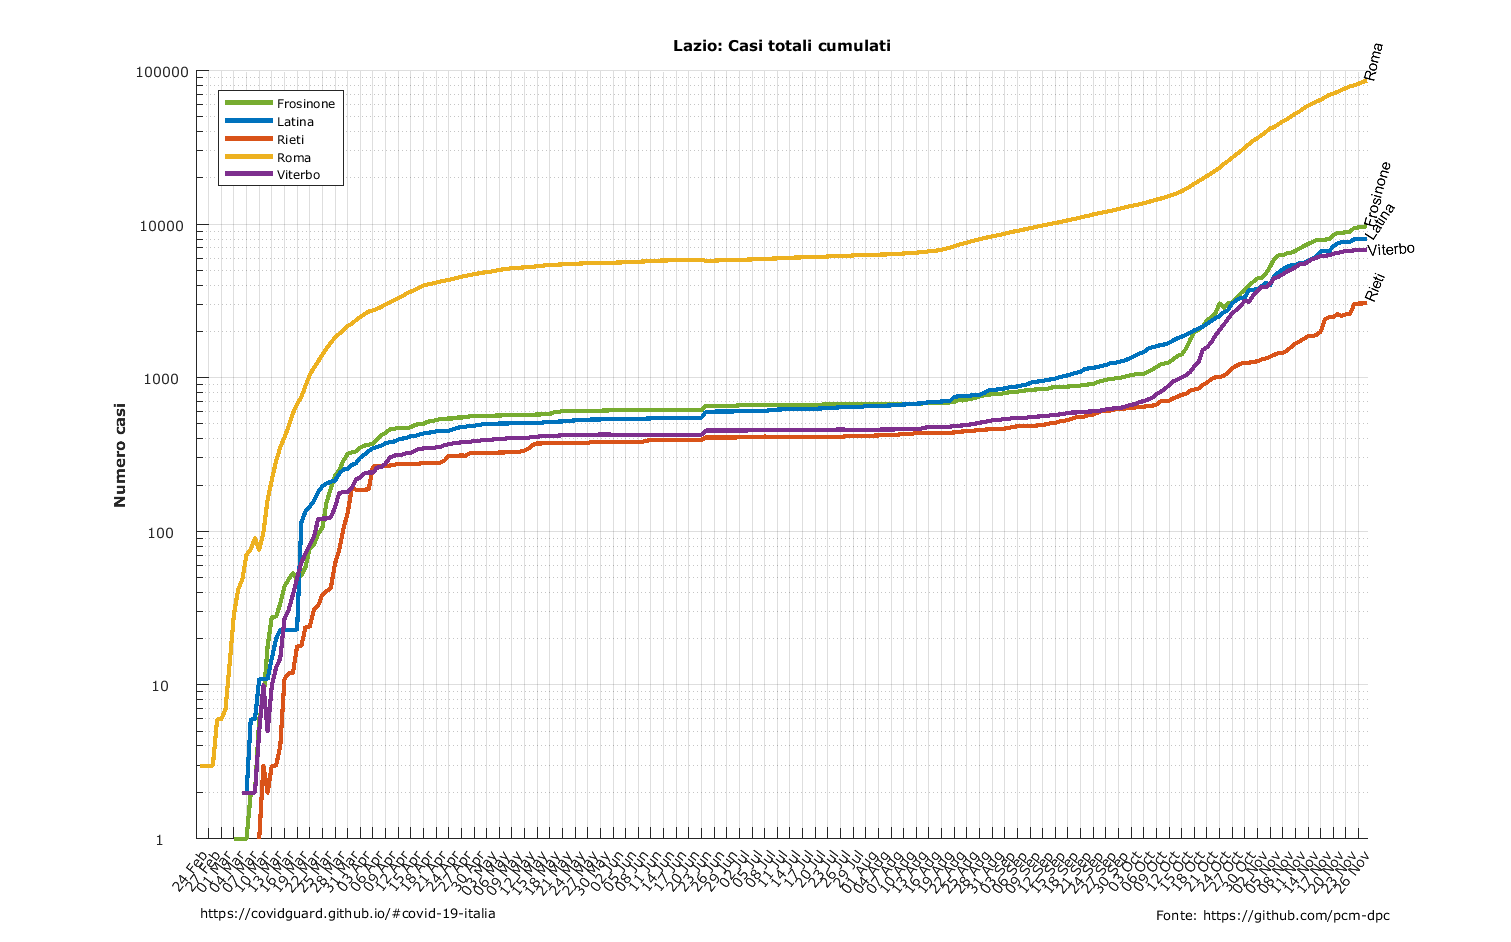 Lazio: Casi totali cumulati
Numero casi
100000
10000
1000
100
10
1
Frosinone
Latina
Rieti
Roma
Viterbo
Roma
Frosinone
Latina
Viterbo
Rieti
24 Feb
27 Feb
01 Mar
04 Mar
07 Mar
10 Mar
13 Mar
16 Mar
19 Mar
22 Mar
25 Mar
28 Mar
31 Mar
03 Apr
06 Apr
09 Apr
12 Apr
15 Apr
18 Apr
21 Apr
24 Apr
27 Apr
30 Apr
03 May
06 May
09 May
12 May
15 May
18 May
21 May
24 May
27 May
30 May
02 Jun
05 Jun
08 Jun
11 Jun
14 Jun
17 Jun
20 Jun
23 Jun
26 Jun
29 Jun
02 Jul
05 Jul
08 Jul
11 Jul
14 Jul
17 Jul
20 Jul
23 Jul
26 Jul
29 Jul
01 Aug
04 Aug
07 Aug
10 Aug
13 Aug
16 Aug
19 Aug
22 Aug
25 Aug
28 Aug
31 Aug
03 Sep
06 Sep
09 Sep
12 Sep
15 Sep
18 Sep
21 Sep
24 Sep
27 Sep
30 Sep
03 Oct
06 Oct
09 Oct
12 Oct
15 Oct
18 Oct
21 Oct
24 Oct
27 Oct
30 Oct
02 Nov
05 Nov
08 Nov
11 Nov
14 Nov
17 Nov
20 Nov
23 Nov
26 Nov
https://covidguard.github.io/#covid-19-italia
Fonte: https://github.com/pcm-dpc